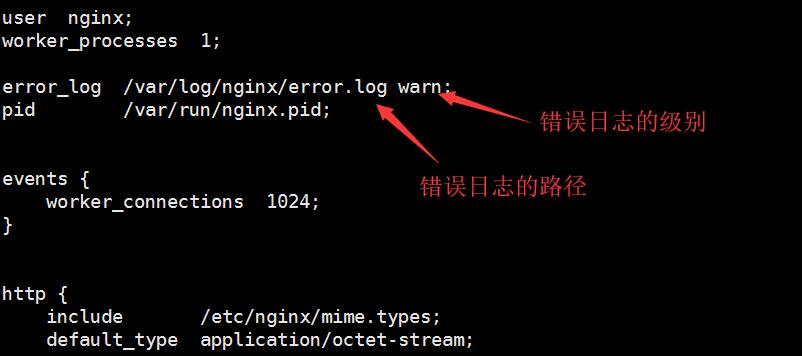 user  nginx;
worker_processes  1;
error_log  /var/log/nginx/error.log warn;
pid        /var/run/nginx.pid;
错误日志的级别
错误日志的路径
events {
    worker_connections  1024;
}
http {
    include       /etc/nginx/mime.types;
    default_type  application/octet-stream;